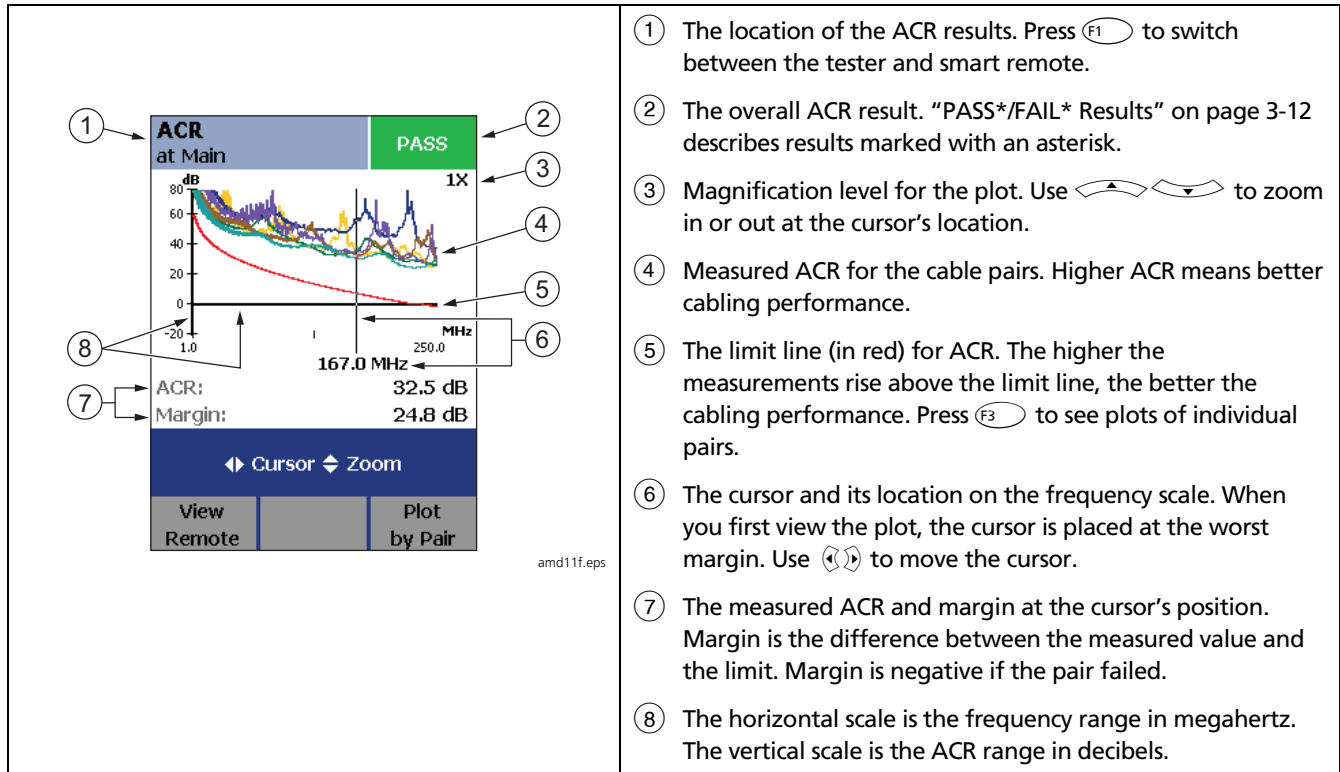 1
2
3
4
5
6
7
8
ACR
at Main
PASS
1X
dB
80
60
40
20
0
-20
1.0
MHz
250.0
167.0 MHz
ACR: 32.5 dB
Margin: 24.8 dB
Cursor Zoom
View
Remote
Plot
by Pair
amd11f.eps
1 The location of the ACR results. Press F1 to switch
between the tester and smart remote.
2 The overall ACR result. “PASS*/FAIL* Results” on page 3-12
describes results marked with an asterisk.
3 Magnification level for the plot. Use to zoom
in or out at the cursor’s location.
4 Measured ACR for the cable pairs. Higher ACR means better
cabling performance.
5 The limit line (in red) for ACR. The higher the
measurements rise above the limit line, the better the
cabling performance. Press F3 to see plots of individual
pairs.
6 The cursor and its location on the frequency scale. When
you first view the plot, the cursor is placed at the worst
margin. Use to move the cursor.
7 The measured ACR and margin at the cursor’s position.
Margin is the difference between the measured value and
the limit. Margin is negative if the pair failed.
8 The horizontal scale is the frequency range in megahertz.
The vertical scale is the ACR range in decibels.